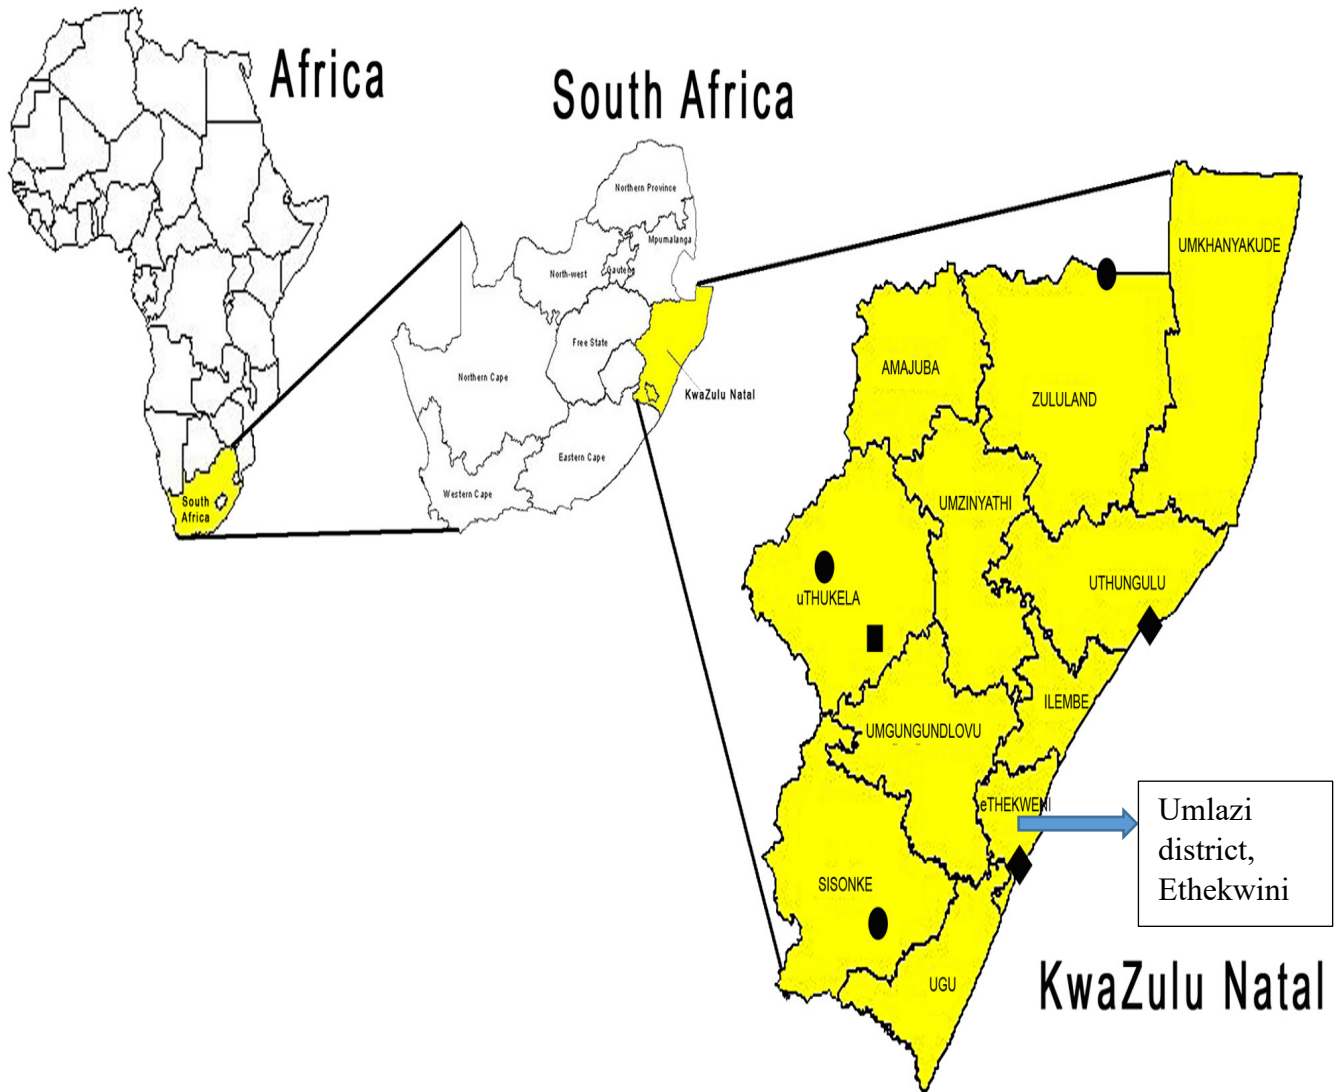 Africa
South Africa
South
Africa
Northern Province
Mpumalanga
North-west
Gauteng
Free State
Northern Cape
KwaZulu Natal
Eastern Cape
Western Cape
UMKHANYAKUDE
AMAJUBA
ZULULAND
UMZINYATHI
UTHUNGULU
uTHUKELA
ILEMBE
UMGUNGUNDLOVU
eTHEKWENI
Umlazi
district,
Ethekwini
SISONKE
UGU
KwaZulu Natal